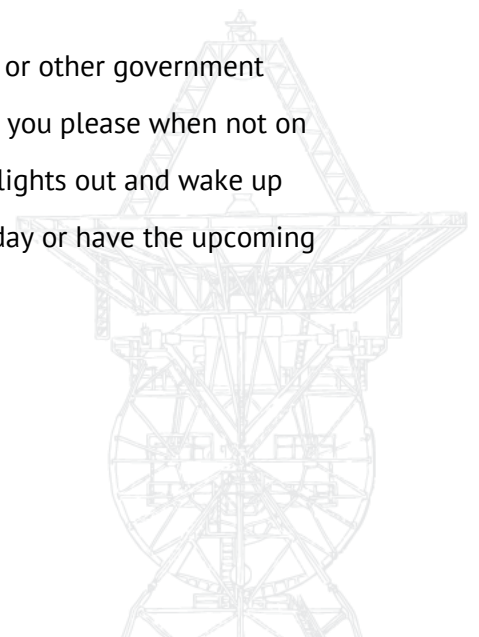 or other government
you please when not on
lights out and wake up
day or have the upcoming